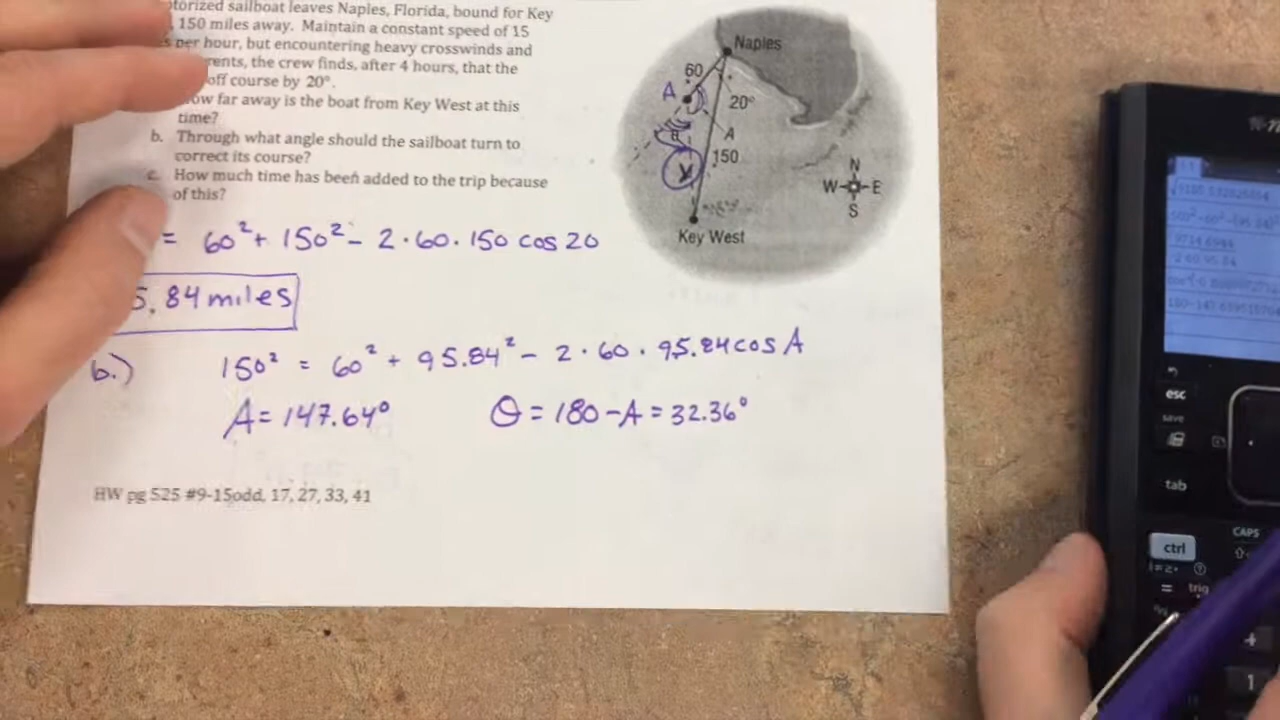 torized sailboat leaves Naples, Florida, bound for Key
150 miles away. Maintain a constant speed of 15
per hour, but encountering heavy crosswinds and
rents, the crew finds, after 4 hours, that the
off course by 20°.
ow far away is the boat from Key West at this
time?
b. Through what angle should the sailboat turn to
correct its course?
c. How much time has been added to the trip because
of this?
= 60² + 150² - 2 · 60 · 150 cos 20
5.84 miles
b.) 150² = 60² + 95.84² - 2 · 60 · 95.84 cos A
A = 147.64° θ = 180 - A = 32.36°
HW pg 525 #9-15odd, 17, 27, 33, 41
Naples
60
A
20°
A
150
N
W E
S
Key West
esc
save
tab
CAPS
ctrl
trig
+
1